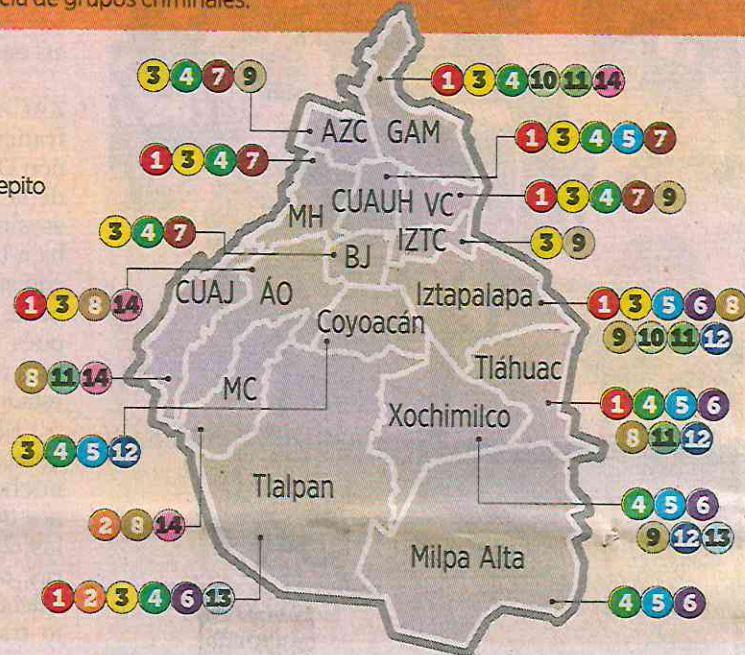 cia de grupos criminales.
3 4 7 9
1 3 4 10 11 14
AZC GAM
1 3 4 5 7
1 3 4 7
epito
CUAUH VC
1 3 4 7 9
MH
IZTC
3 9
3 4 7
BJ
CUAJ ÁO
Iztapalapa
1 3 8 14
1 3 5 6 8
9 10 11 12
Coyoacán
Tláhuac
8 11 14
MC
1 4 5 6
8 11 12
Xochimilco
3 4 5 12
Tlalpan
4 5 6
9 12 13
2 8 14
Milpa Alta
1 2 3 4 6 13
4 5 6